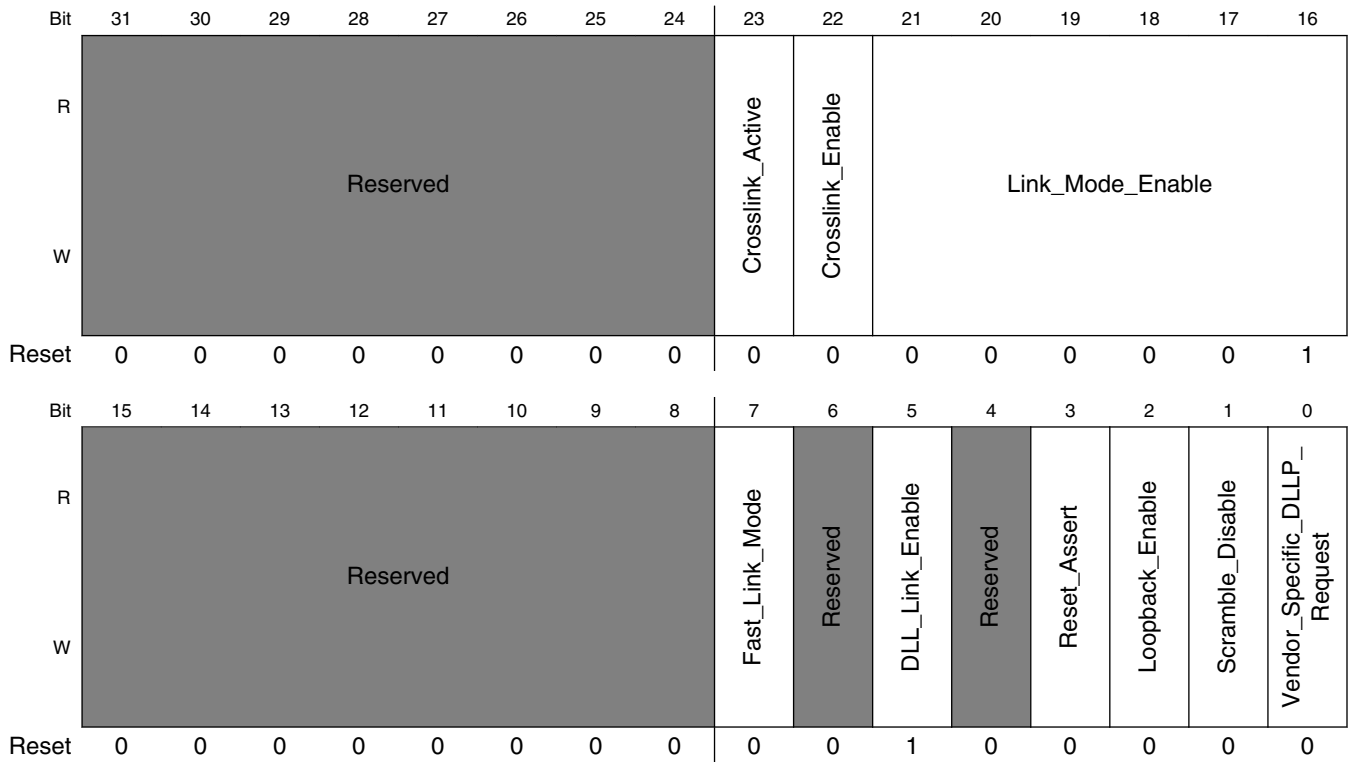 Bit 31 30 29 28 27 26 25 24 23 22 21 20 19 18 17 16
R
W
Reserved
Crosslink_Active
Crosslink_Enable
Link_Mode_Enable
Reset 0 0 0 0 0 0 0 0 0 0 0 0 0 0 0 1
Bit 15 14 13 12 11 10 9 8 7 6 5 4 3 2 1 0
R
W
Reserved
Fast_Link_Mode
Reserved
DLL_Link_Enable
Reserved
Reset_Assert
Loopback_Enable
Scramble_Disable
Vendor_Specific_DLLP_
Request
Reset 0 0 0 0 0 0 0 0 0 0 1 0 0 0 0 0